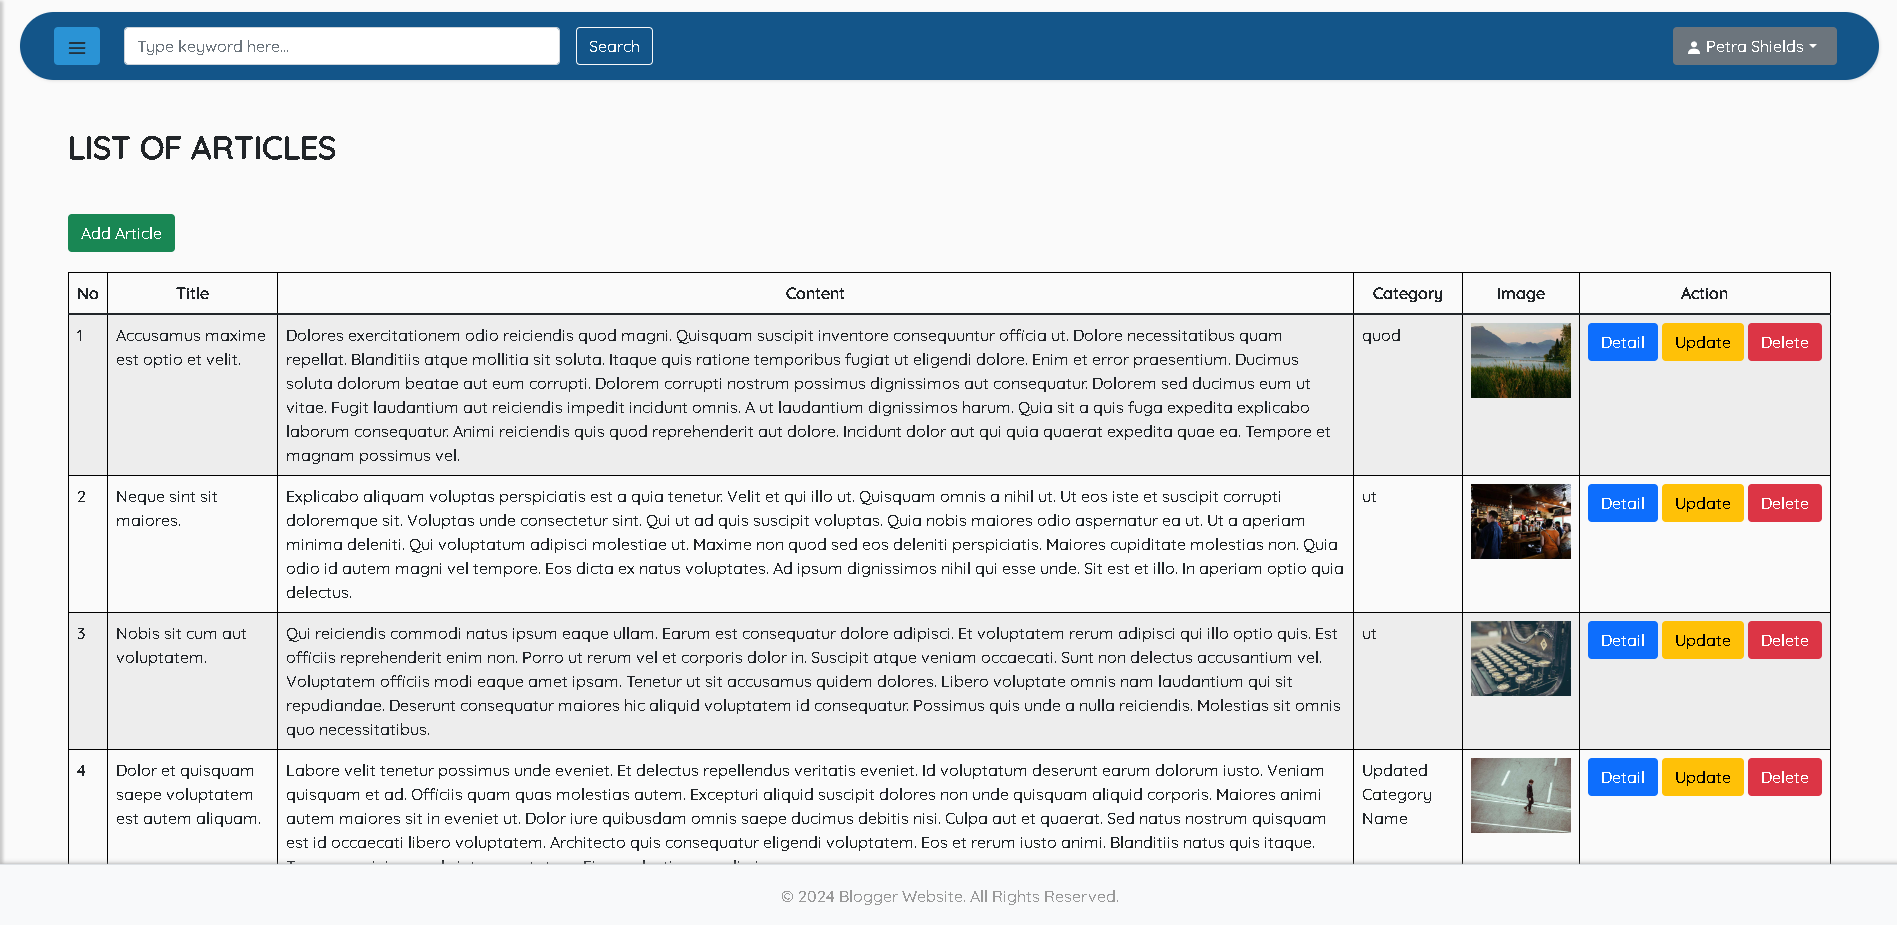 Type keyword here...
Search
Petra Shields
LIST OF ARTICLES
Add Article
No Title Content Category Image Action
1
Accusamus maxime
est optio et velit.
Dolores exercitationem odio reiciendis quod magni. Quisquam suscipit inventore consequuntur officia ut. Dolore necessitatibus quam
repellat. Blanditiis atque mollitia sit soluta. Itaque quis ratione temporibus fugiat ut eligendi dolore. Enim et error praesentium. Ducimus
soluta dolorum beatae aut eum corrupti. Dolorem corrupti nostrum possimus dignissimos aut consequatur. Dolorem sed ducimus eum ut
vitae. Fugit laudantium aut reiciendis impedit incidunt omnis. A ut laudantium dignissimos harum. Quia sit a quis fuga expedita explicabo
laborum consequatur. Animi reiciendis quis quod reprehenderit aut dolore. Incidunt dolor aut qui quia quaerat expedita quae ea. Tempore et
magnam possimus vel.
quod
Detail Update Delete
2
Neque sint sit
maiores.
Explicabo aliquam voluptas perspiciatis est a quia tenetur. Velit et qui illo ut. Quisquam omnis a nihil ut. Ut eos iste et suscipit corrupti
doloremque sit. Voluptas unde consectetur sint. Qui ut ad quis suscipit voluptas. Quia nobis maiores odio aspernatur ea ut. Ut a aperiam
minima deleniti. Qui voluptatum adipisci molestiae ut. Maxime non quod sed eos deleniti perspiciatis. Maiores cupiditate molestias non. Quia
odio id autem magni vel tempore. Eos dicta ex natus voluptates. Ad ipsum dignissimos nihil qui esse unde. Sit est et illo. In aperiam optio quia
delectus.
ut
Detail Update Delete
3
Nobis sit cum aut
voluptatem.
Qui reiciendis commodi natus ipsum eaque ullam. Earum est consequatur dolore adipisci. Et voluptatem rerum adipisci qui illo optio quis. Est
officiis reprehenderit enim non. Porro ut rerum vel et corporis dolor in. Suscipit atque veniam occaecati. Sunt non delectus accusantium vel.
Voluptatem officiis modi eaque amet ipsam. Tenetur ut sit accusamus quidem dolores. Libero voluptate omnis nam laudantium qui sit
repudiandae. Deserunt consequatur maiores hic aliquid voluptatem id consequatur. Possimus quis unde a nulla reiciendis. Molestias sit omnis
quo necessitatibus.
ut
Detail Update Delete
4
Dolor et quisquam
saepe voluptatem
est autem aliquam.
Labore velit tenetur possimus unde eveniet. Et delectus repellendus veritatis eveniet. Id voluptatum deserunt earum dolorum iusto. Veniam
quisquam et ad. Officiis quam quas molestias autem. Excepturi aliquid suscipit dolores non unde quisquam aliquid corporis. Maiores animi
autem maiores sit in eveniet ut. Dolor iure quibusdam omnis saepe ducimus debitis nisi. Culpa aut et quaerat. Sed natus nostrum quisquam
est id occaecati libero voluptatem. Architecto quis consequatur eligendi voluptatem. Eos et rerum iusto animi. Blanditiis natus quis itaque.
Updated
Category
Name
Detail Update Delete
© 2024 Blogger Website. All Rights Reserved.